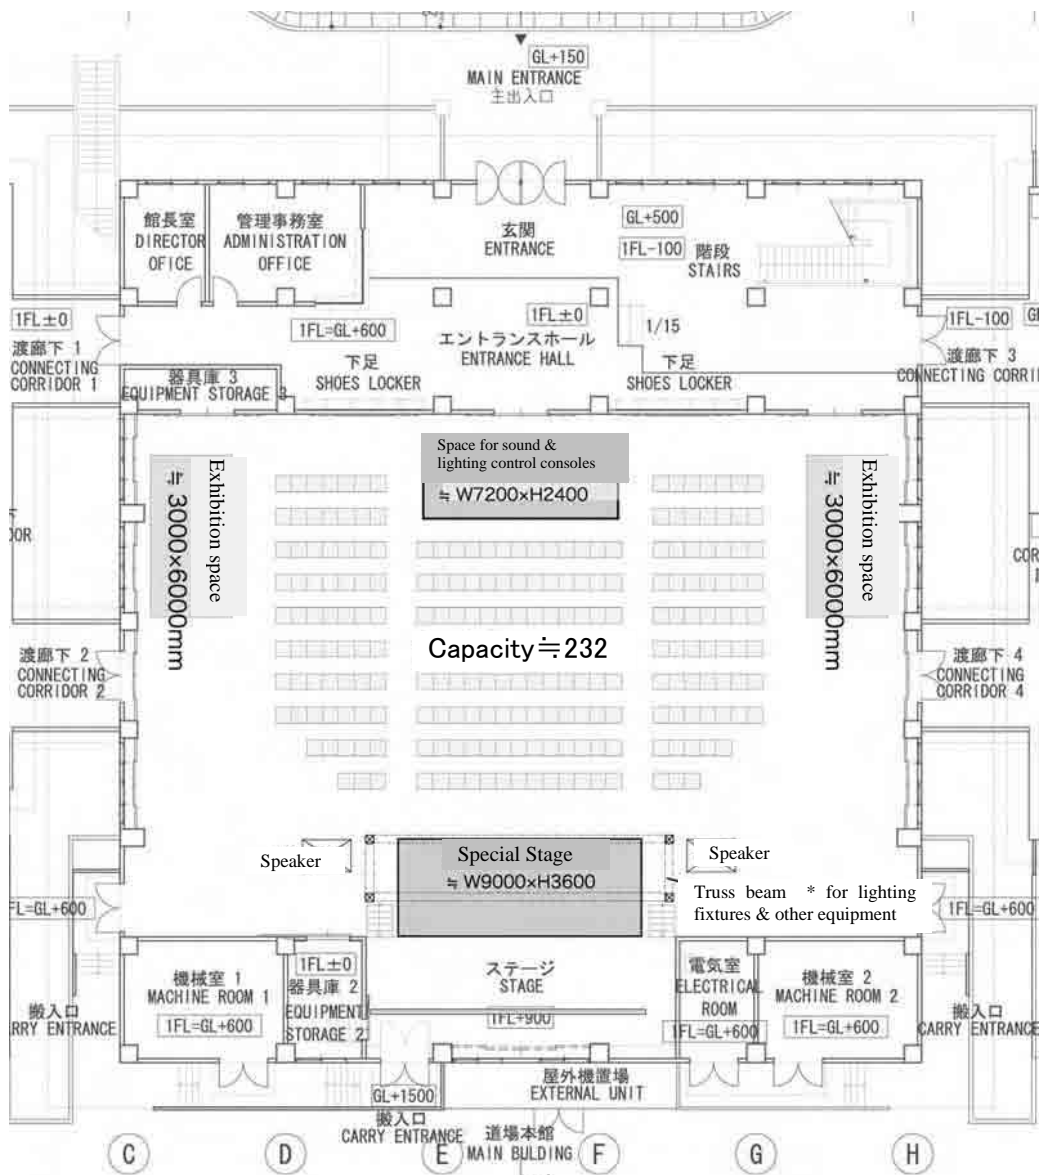 GL+150
MAIN ENTRANCE
主出入口
館長室
DIRECTOR
OFICE
管理事務室
ADMINISTRATION
OFFICE
玄関
ENTRANCE
GL+500
1FL-100
階段
STAIRS
1FL±0
渡廊下 1
CONNECTING
CORRIDOR 1
1FL=GL+600
下足
SHOES LOCKER
器具庫 3
EQUIPMENT STORAGE 3
1FL±0
エントランスホール
ENTRANCE HALL
1/15
下足
SHOES LOCKER
1FL-100
渡廊下 3
CONNECTING CORRID
Space for sound &
lighting control consoles
≒ W7200×H2400
Exhibition space
≒ 3000×6000mm
Exhibition space
≒ 3000×6000mm
Capacity≒232
渡廊下 2
CONNECTING
CORRIDOR 2
渡廊下 4
CONNECTING
CORRIDOR 4
Speaker
Special Stage
≒ W9000×H3600
Speaker
Truss beam * for lighting
fixtures & other equipment
FL=GL+600
1FL=GL+600
機械室 1
MACHINE ROOM 1
1FL=GL+600
1FL±0
器具庫 2
EQUIPMENT
STORAGE 2
ステージ
STAGE
1FL+900
電気室
ELECTRICAL
ROOM
1FL=GL+600
機械室 2
MACHINE ROOM 2
1FL=GL+600
搬入口
CARRY ENTRANCE
搬入口
CARRY ENTRANCE
GL+1500
搬入口
CARRY ENTRANCE
屋外機置場
EXTERNAL UNIT
道場本館
MAIN BULDING
C
D
E
F
G
H